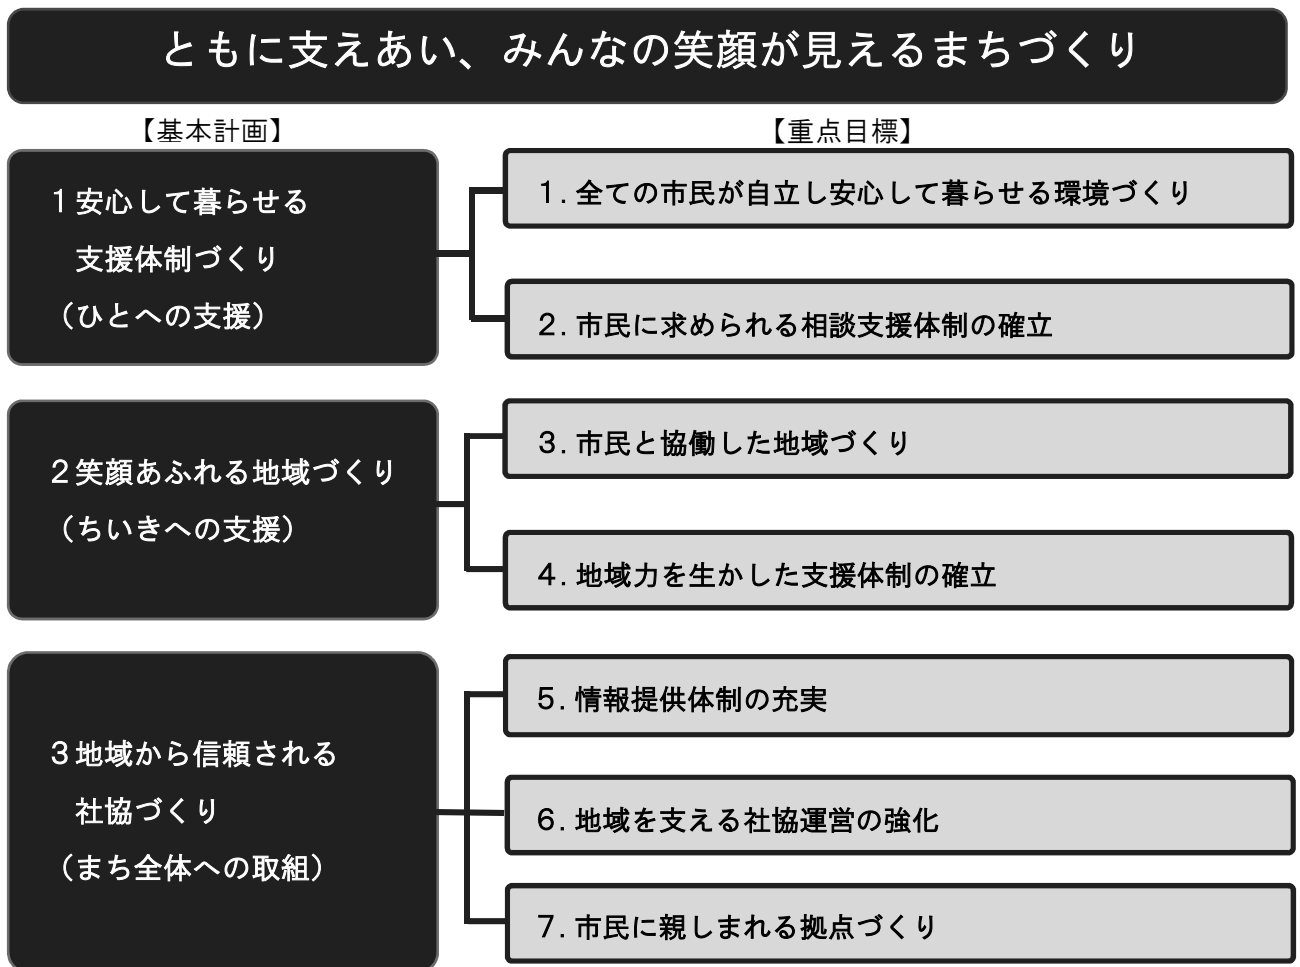 ともに支えあい、みんなの笑顔が見えるまちづくり
【基本計画】
【重点目標】
１安心して暮らせる
支援体制づくり
（ひとへの支援）
１．全ての市民が自立し安心して暮らせる環境づくり
２．市民に求められる相談支援体制の確立
２笑顔あふれる地域づくり
（ちいきへの支援）
３．市民と協働した地域づくり
４．地域力を生かした支援体制の確立
３地域から信頼される
社協づくり
（まち全体への取組）
５．情報提供体制の充実
６．地域を支える社協運営の強化
７．市民に親しまれる拠点づくり